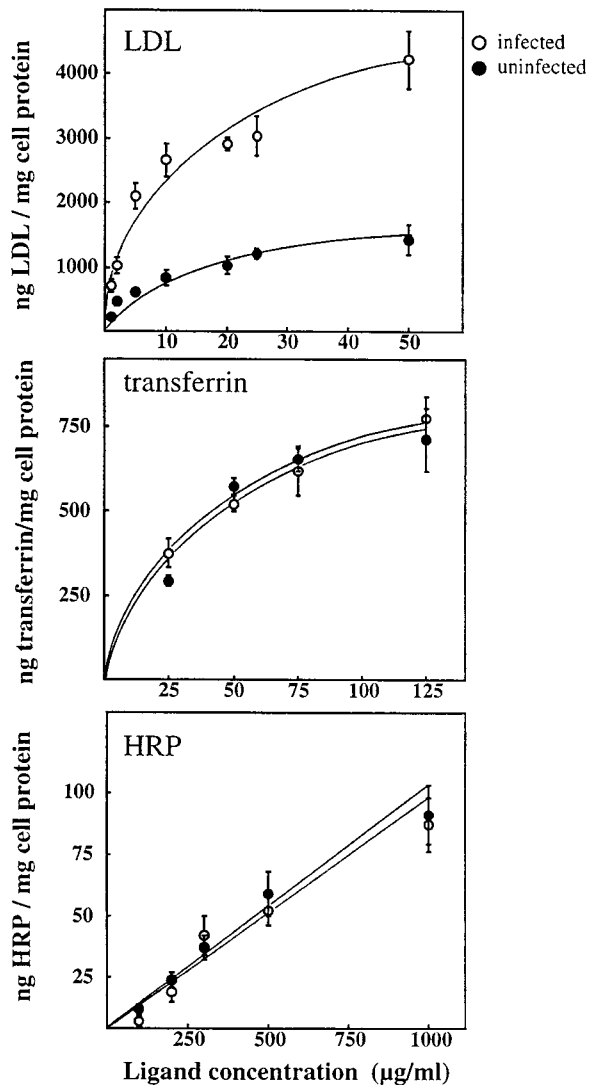 LDL
infected
uninfected
ng LDL / mg cell protein
4000
3000
2000
1000
10 20 30 40 50
transferrin
ng transferrin/mg cell protein
750
500
250
25 50 75 100 125
HRP
ng HRP / mg cell protein
100
75
50
25
250 500 750 1000
Ligand concentration (µg/ml)